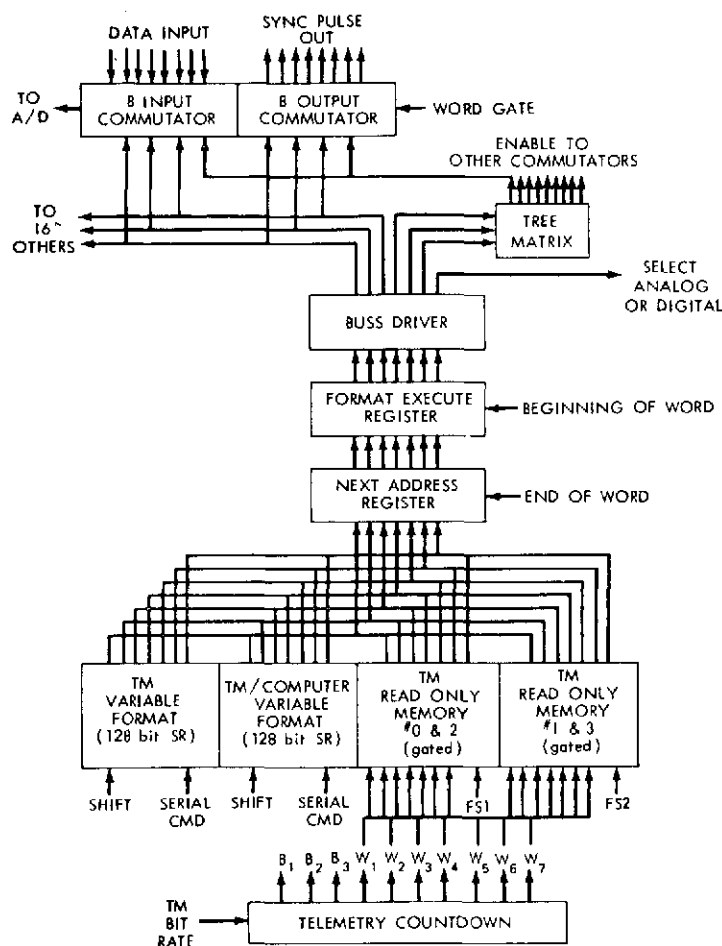 DATA INPUT
SYNC PULSE
OUT
TO
A/D
8 INPUT
COMMUTATOR
8 OUTPUT
COMMUTATOR
WORD GATE
ENABLE TO
OTHER COMMUTATORS
TO
16
OTHERS
TREE
MATRIX
SELECT
ANALOG
OR DIGITAL
BUSS DRIVER
FORMAT EXECUTE
REGISTER
BEGINNING OF WORD
NEXT ADDRESS
REGISTER
END OF WORD
TM
VARIABLE
FORMAT
(128 bit SR)
TM/COMPUTER
VARIABLE
FORMAT
(128 bit SR)
TM
READ ONLY
MEMORY
#0 & 2
(gated)
TM
READ ONLY
MEMORY
#1 & 3
(gated)
SHIFT
SERIAL
CMD
SHIFT
SERIAL
CMD
FS1
FS2
B1 B2 B3 W1 W2 W3 W4 W5 W6 W7
TM
BIT
RATE
TELEMETRY COUNTDOWN